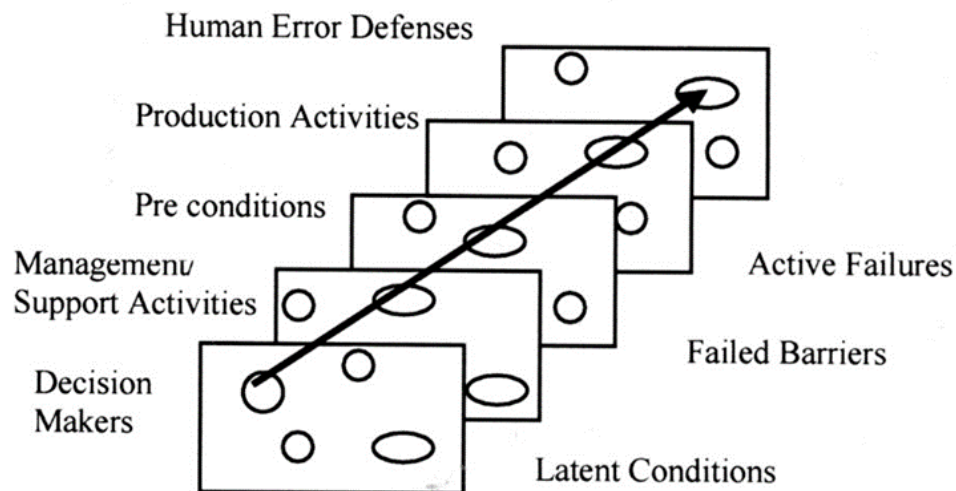 Human Error Defenses
Production Activities
Pre conditions
Management/
Support Activities
Active Failures
Failed Barriers
Decision
Makers
Latent Conditions